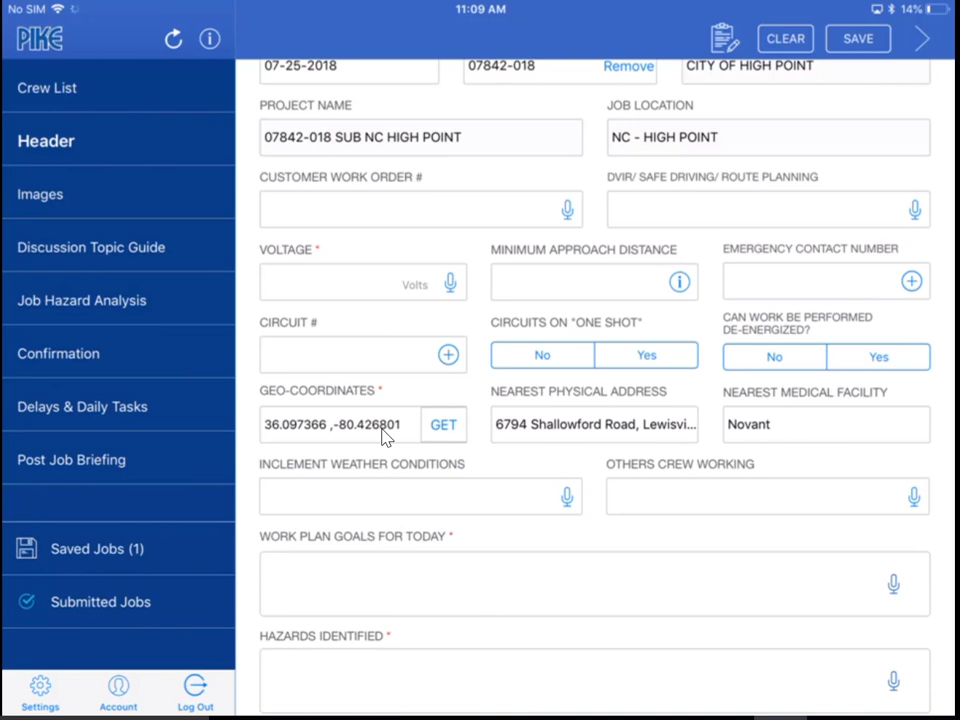 No SIM
11:09 AM
14%
PIKE
CLEAR
SAVE
Crew List
Header
Images
Discussion Topic Guide
Job Hazard Analysis
Confirmation
Delays & Daily Tasks
Post Job Briefing
Saved Jobs (1)
Submitted Jobs
Settings
Account
Log Out
07-25-2018
07842-018
Remove
CITY OF HIGH POINT
PROJECT NAME
JOB LOCATION
07842-018 SUB NC HIGH POINT
NC - HIGH POINT
CUSTOMER WORK ORDER #
DVIR/ SAFE DRIVING/ ROUTE PLANNING
VOLTAGE *
MINIMUM APPROACH DISTANCE
EMERGENCY CONTACT NUMBER
Volts
CIRCUIT #
CIRCUITS ON "ONE SHOT"
CAN WORK BE PERFORMED
DE-ENERGIZED?
No
Yes
No
Yes
GEO-COORDINATES *
NEAREST PHYSICAL ADDRESS
NEAREST MEDICAL FACILITY
36.097366 ,-80.426801
GET
6794 Shallowford Road, Lewisvi...
Novant
INCLEMENT WEATHER CONDITIONS
OTHERS CREW WORKING
WORK PLAN GOALS FOR TODAY *
HAZARDS IDENTIFIED *